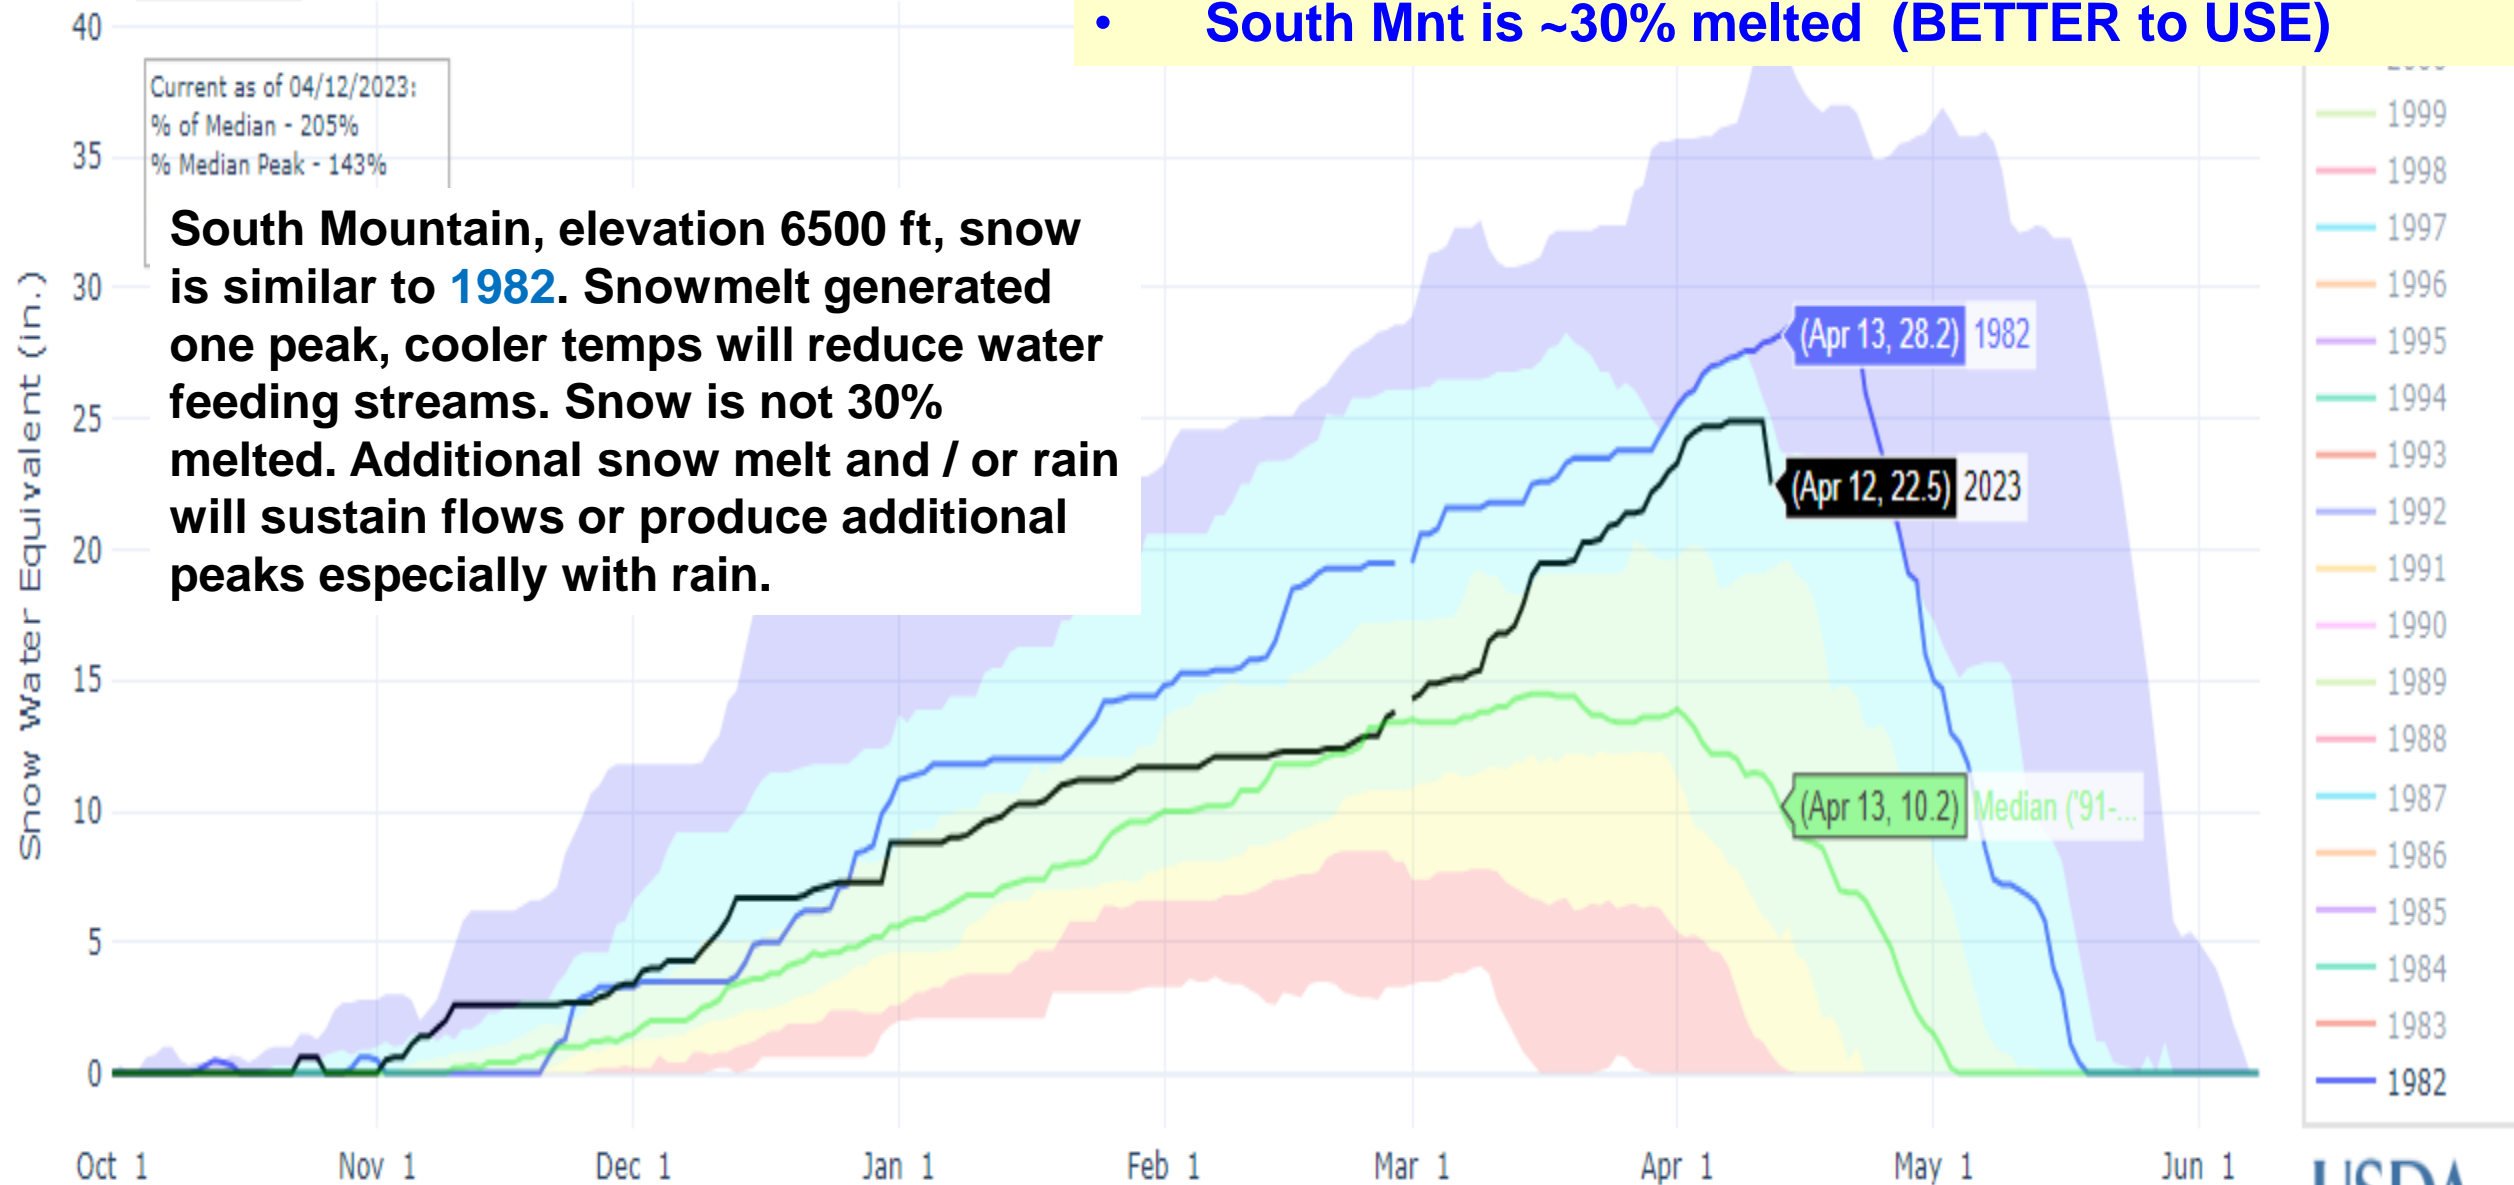 • South Mnt is ~30% melted (BETTER to USE)
Current as of 04/12/2023:
% of Median - 205%
% Median Peak - 143%
South Mountain, elevation 6500 ft, snow
is similar to 1982. Snowmelt generated
one peak, cooler temps will reduce water
feeding streams. Snow is not 30%
melted. Additional snow melt and / or rain
will sustain flows or produce additional
peaks especially with rain.
Snow Water Equivalent (in.)
40
35
30
25
20
15
10
5
0
(Apr 13, 28.2) 1982
(Apr 12, 22.5) 2023
(Apr 13, 10.2) Median ('91-...
Oct 1
Nov 1
Dec 1
Jan 1
Feb 1
Mar 1
Apr 1
May 1
Jun 1
1999
1998
1997
1996
1995
1994
1993
1992
1991
1990
1989
1988
1987
1986
1985
1984
1983
1982
USDA